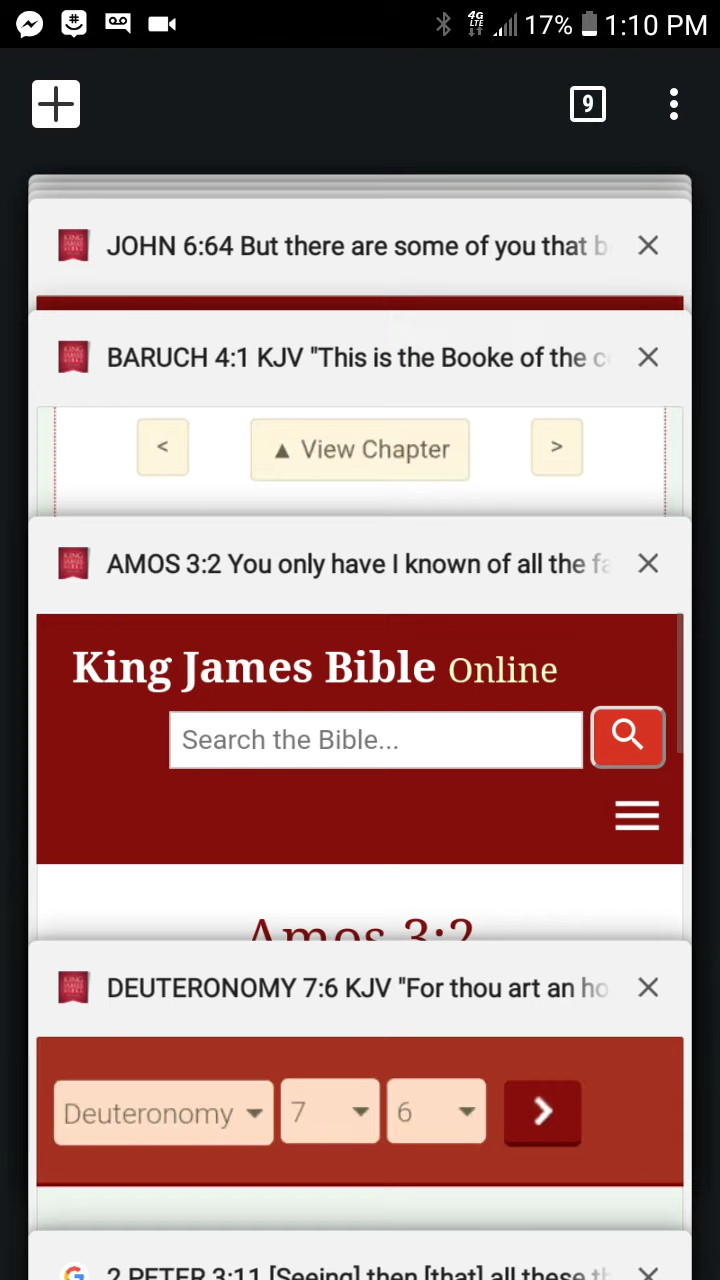 4G LTE 17% 1:10 PM
9
JOHN 6:64 But there are some of you that b
BARUCH 4:1 KJV "This is the Booke of the c
< ▲ View Chapter >
AMOS 3:2 You only have I known of all the fa
King James Bible Online
Search the Bible...
Amos 3:2
DEUTERONOMY 7:6 KJV "For thou art an ho
Deuteronomy 7 6
2 PETER 3:11 [Seeing] then [that] all these th